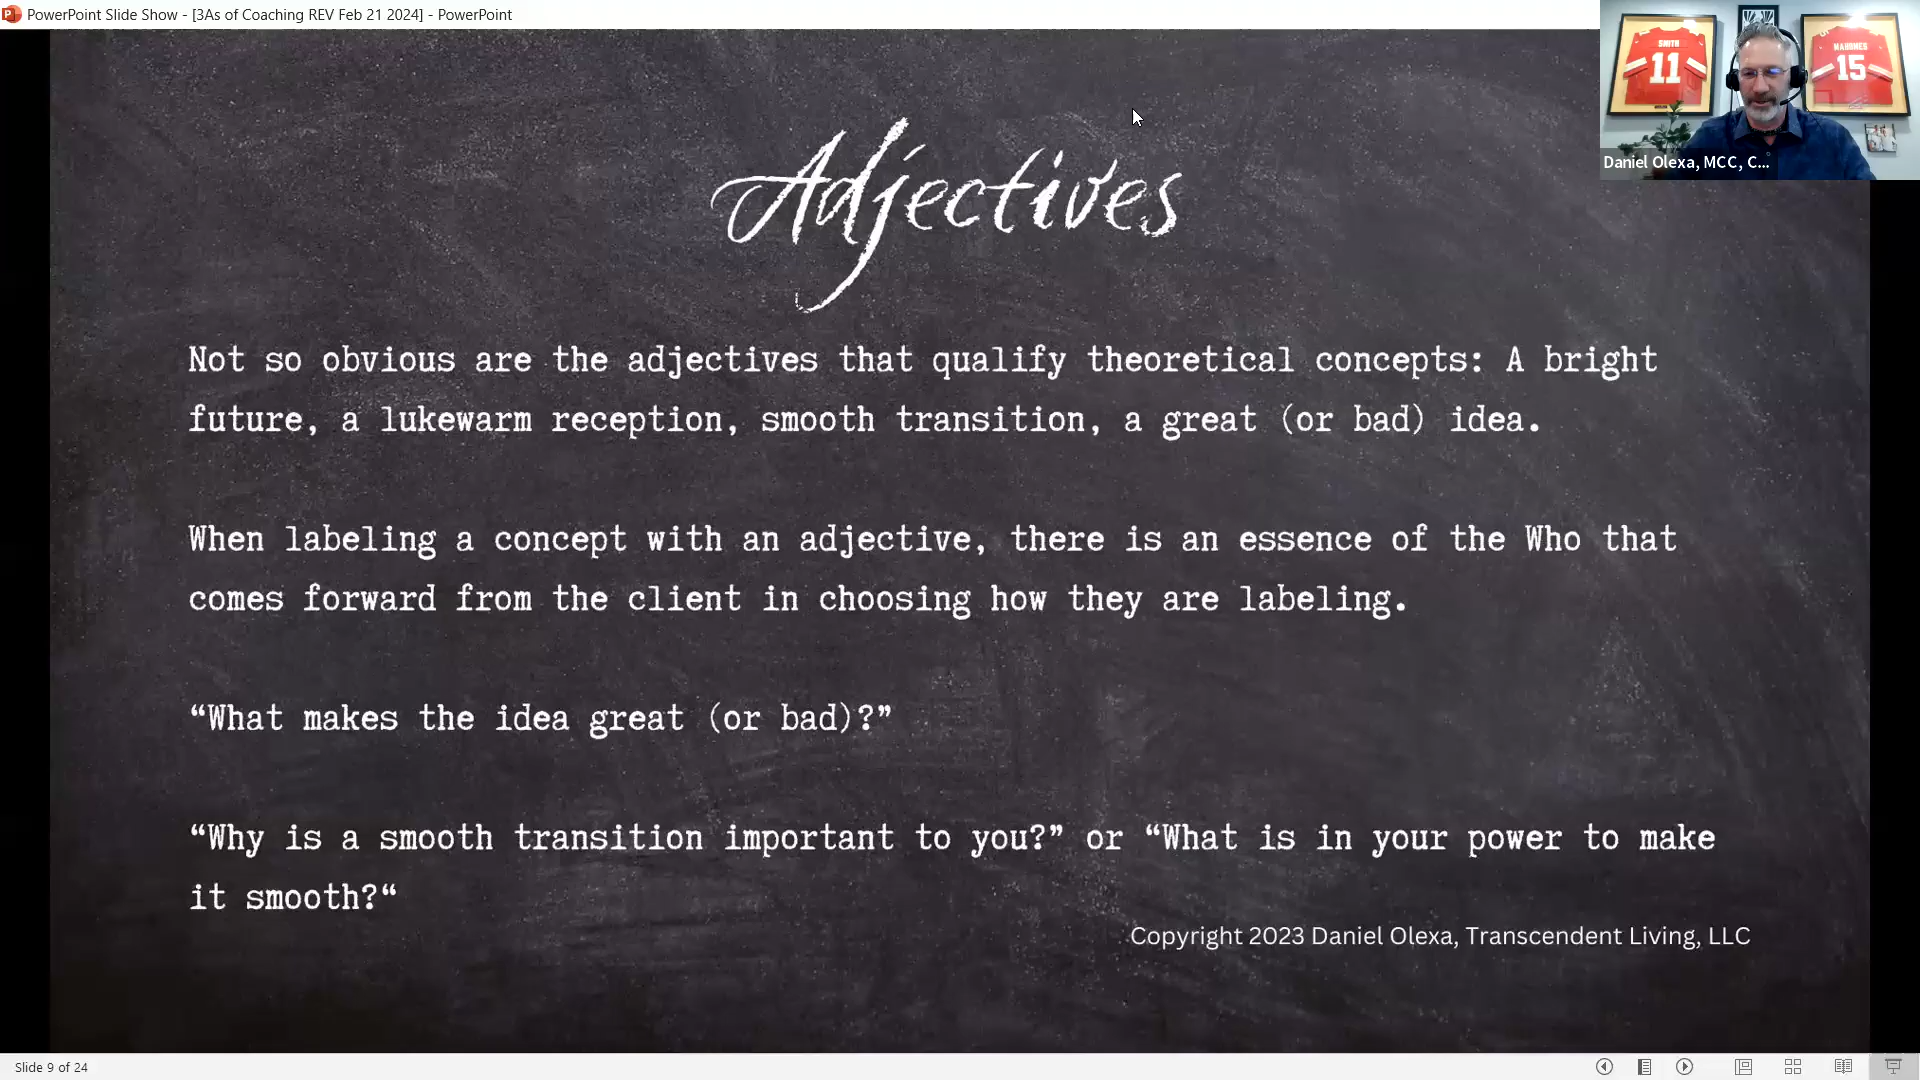 PowerPoint Slide Show - [3As of Coaching REV Feb 21 2024] - PowerPoint
SMITH
11
MAHOMES
15
Daniel Olexa, MCC, C...
Adjectives
Not so obvious are the adjectives that qualify theoretical concepts: A bright
future, a lukewarm reception, smooth transition, a great (or bad) idea.
When labeling a concept with an adjective, there is an essence of the Who that
comes forward from the client in choosing how they are labeling.
“What makes the idea great (or bad)?”
“Why is a smooth transition important to you?” or “What is in your power to make
it smooth?“
Copyright 2023 Daniel Olexa, Transcendent Living, LLC
Slide 9 of 24